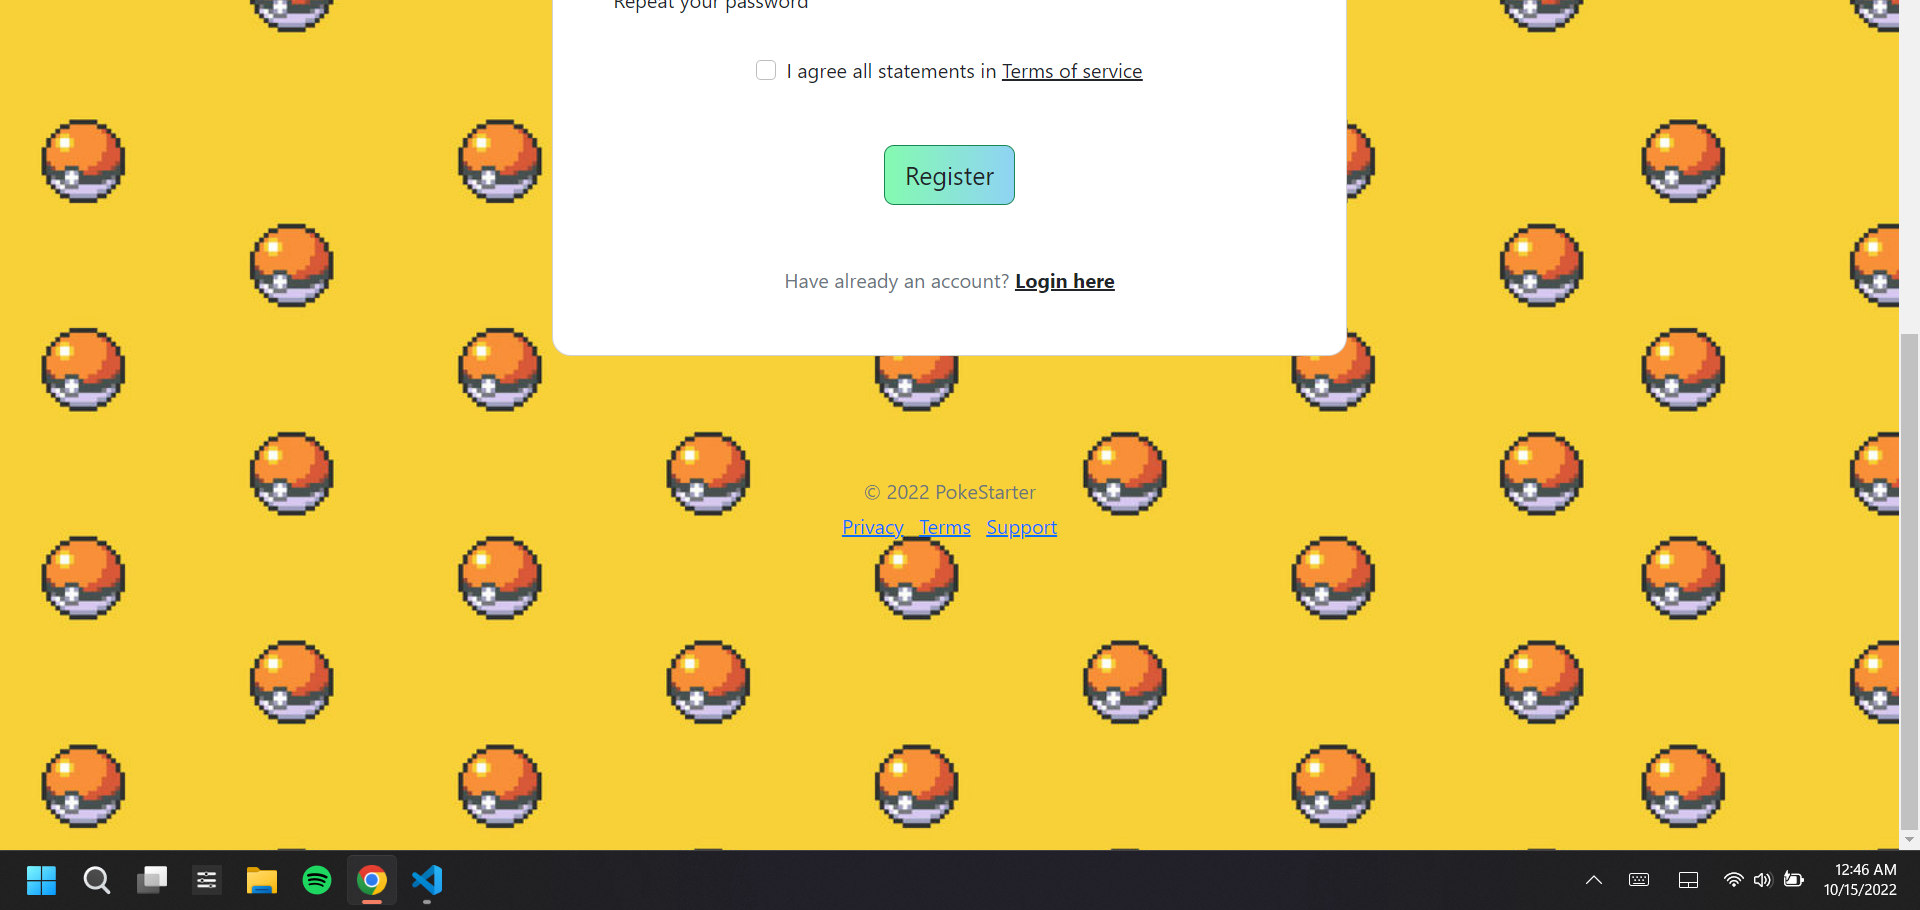 Repeat your password
I agree all statements in Terms of service
Register
Have already an account? Login here
© 2022 PokeStarter
Privacy Terms Support
12:46 AM
10/15/2022